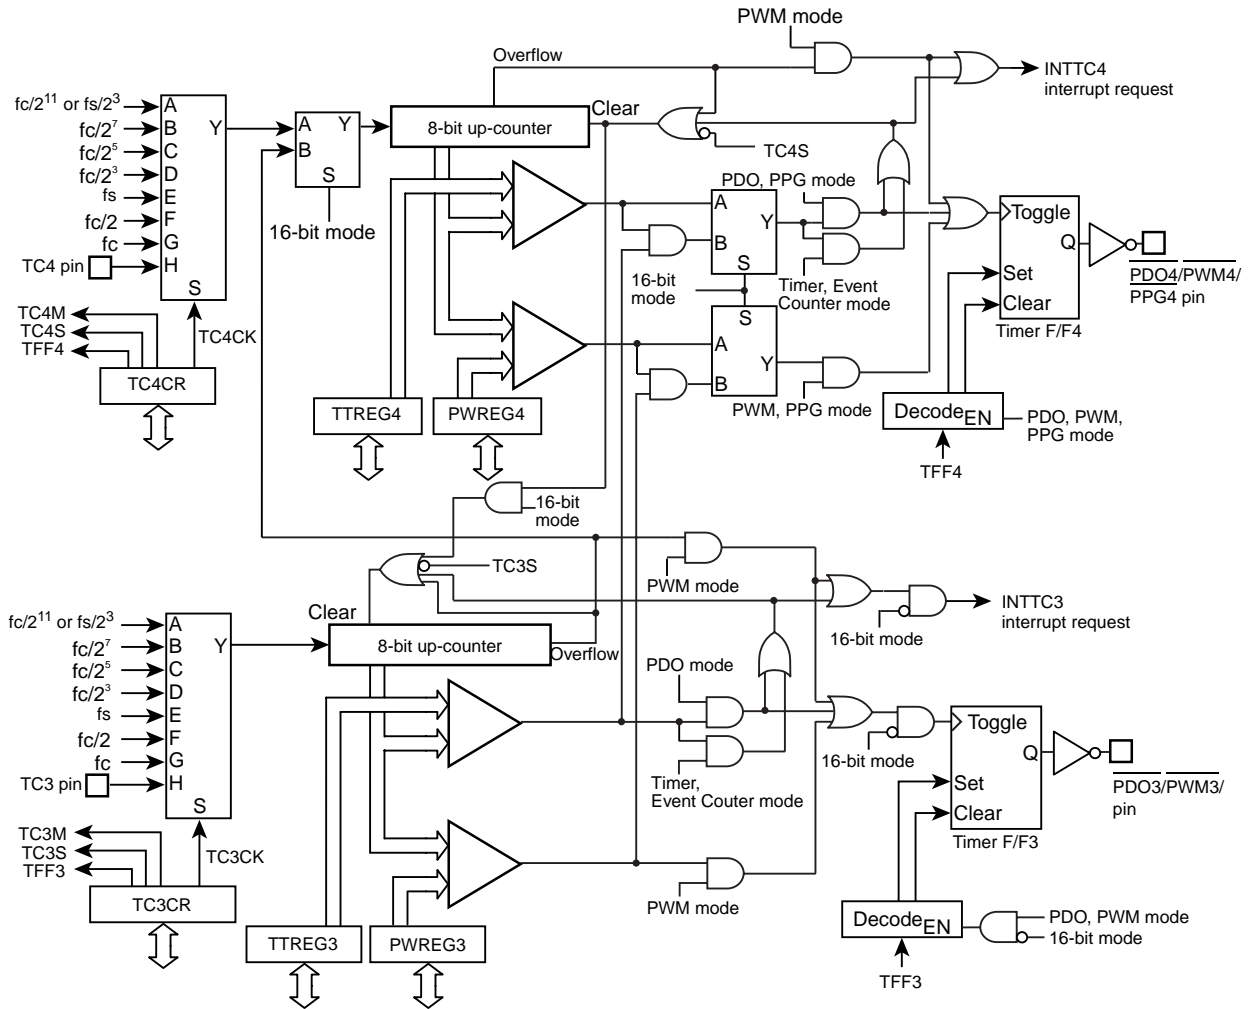 PWM mode
Overflow
INTTC4
interrupt request
fc/2¹¹ or fs/2³
fc/2⁷
fc/2⁵
fc/2³
fs
fc/2
fc
TC4 pin
A
B
C
D
E
F
G
H
Y
S
A
B
Y
S
16-bit mode
8-bit up-counter
Clear
TC4S
PDO, PPG mode
A
Y
B
S
16-bit
mode
Timer, Event
Counter mode
Toggle
Q
Set
Clear
Timer F/F4
PDO4/PWM4/
PPG4 pin
TC4M
TC4S
TFF4
TC4CK
TC4CR
TTREG4
PWREG4
S
A
Y
B
PWM, PPG mode
Decode EN
PDO, PWM,
PPG mode
TFF4
16-bit
mode
TC3S
PWM mode
INTTC3
interrupt request
16-bit mode
fc/2¹¹ or fs/2³
fc/2⁷
fc/2⁵
fc/2³
fs
fc/2
fc
TC3 pin
A
B
C
D
E
F
G
H
Y
S
Clear
8-bit up-counter
Overflow
PDO mode
Timer,
Event Couter mode
16-bit mode
Toggle
Q
Set
Clear
Timer F/F3
PDO3/PWM3/
pin
TC3M
TC3S
TFF3
TC3CK
TC3CR
TTREG3
PWREG3
PWM mode
Decode EN
PDO, PWM mode
16-bit mode
TFF3